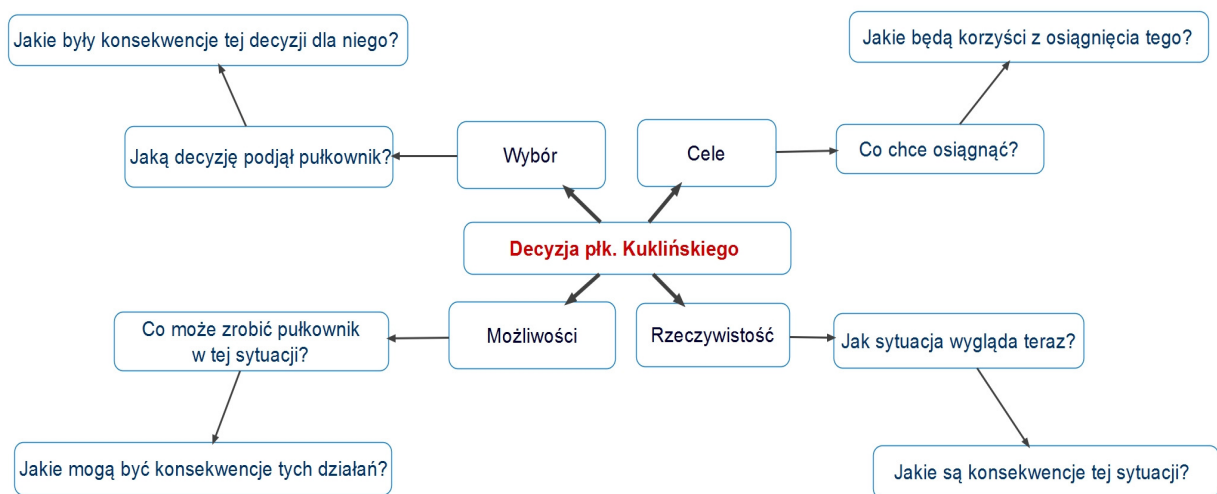 Jakie były konsekwencje tej decyzji dla niego?
Jakie będą korzyści z osiągnięcia tego?
Jaką decyzję podjął pułkownik?
Wybór
Cele
Co chce osiągnąć?
Decyzja płk. Kuklińskiego
Co może zrobić pułkownik
w tej sytuacji?
Możliwości
Rzeczywistość
Jak sytuacja wygląda teraz?
Jakie mogą być konsekwencje tych działań?
Jakie są konsekwencje tej sytuacji?